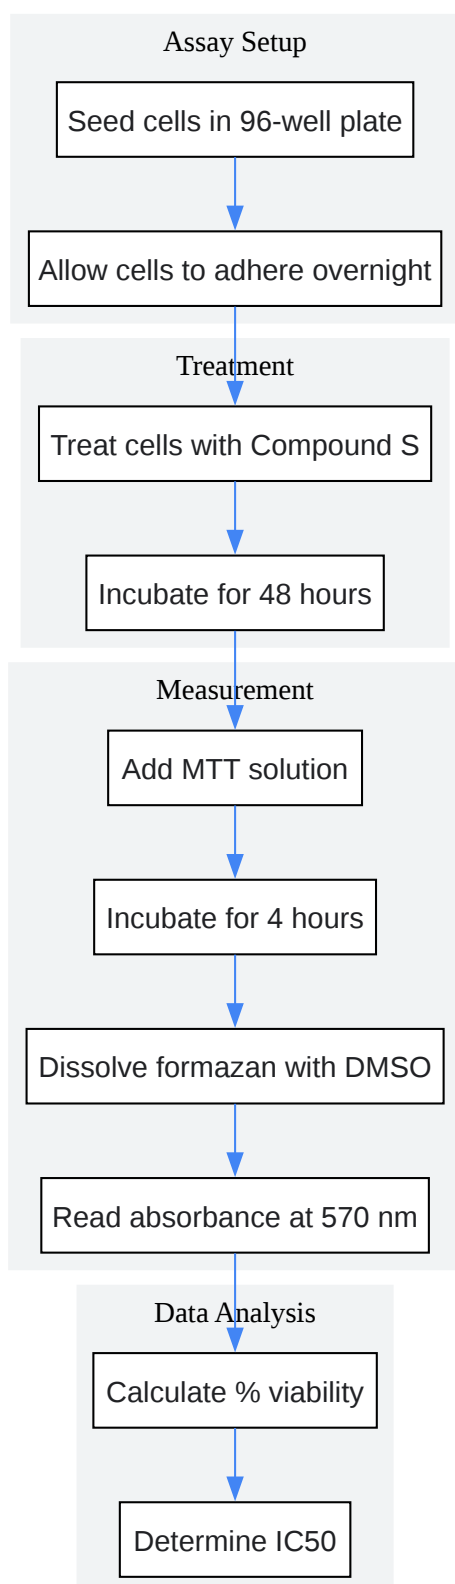 Assay Setup
Seed cells in 96-well plate
Allow cells to adhere overnight
Treatment
Treat cells with Compound S
Incubate for 48 hours
Measurement
Add MTT solution
Incubate for 4 hours
Dissolve formazan with DMSO
Read absorbance at 570 nm
Data Analysis
Calculate % viability
Determine IC50